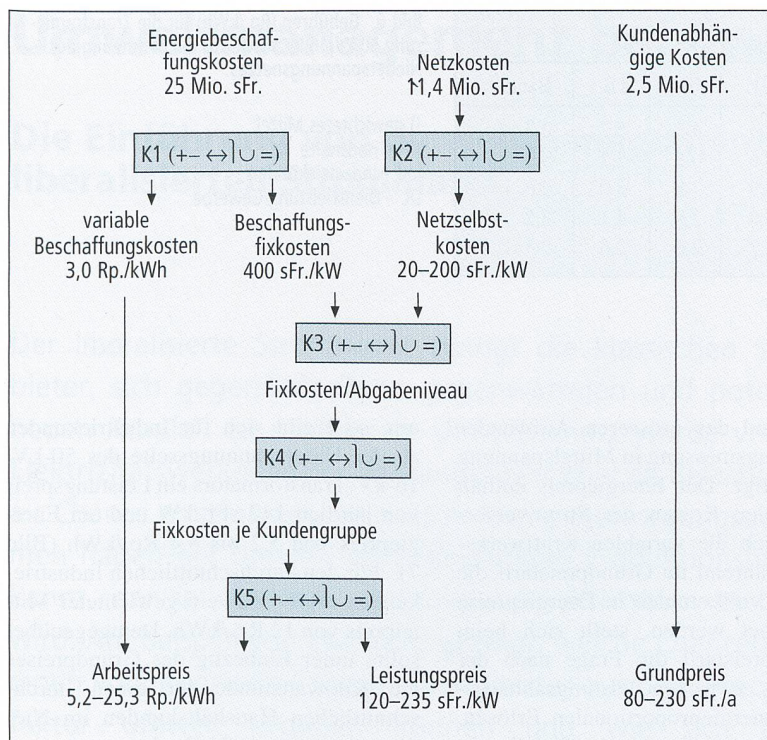 Energiebeschaf-
fungskosten
25 Mio. sFr.
Netzkosten
11,4 Mio. sFr.
Kundenabhän-
gige Kosten
2,5 Mio. sFr.
K1 (+− ↔⎤∪ =)
K2 (+− ↔⎤∪ =)
variable
Beschaffungskosten
3,0 Rp./kWh
Beschaffungs-
fixkosten
400 sFr./kW
Netzselbst-
kosten
20–200 sFr./kW
K3 (+− ↔⎤∪ =)
Fixkosten/Abgabeniveau
K4 (+− ↔⎤∪ =)
Fixkosten je Kundengruppe
K5 (+− ↔⎤∪ =)
Arbeitspreis
5,2–25,3 Rp./kWh
Leistungspreis
120–235 sFr./kW
Grundpreis
80–230 sFr./a